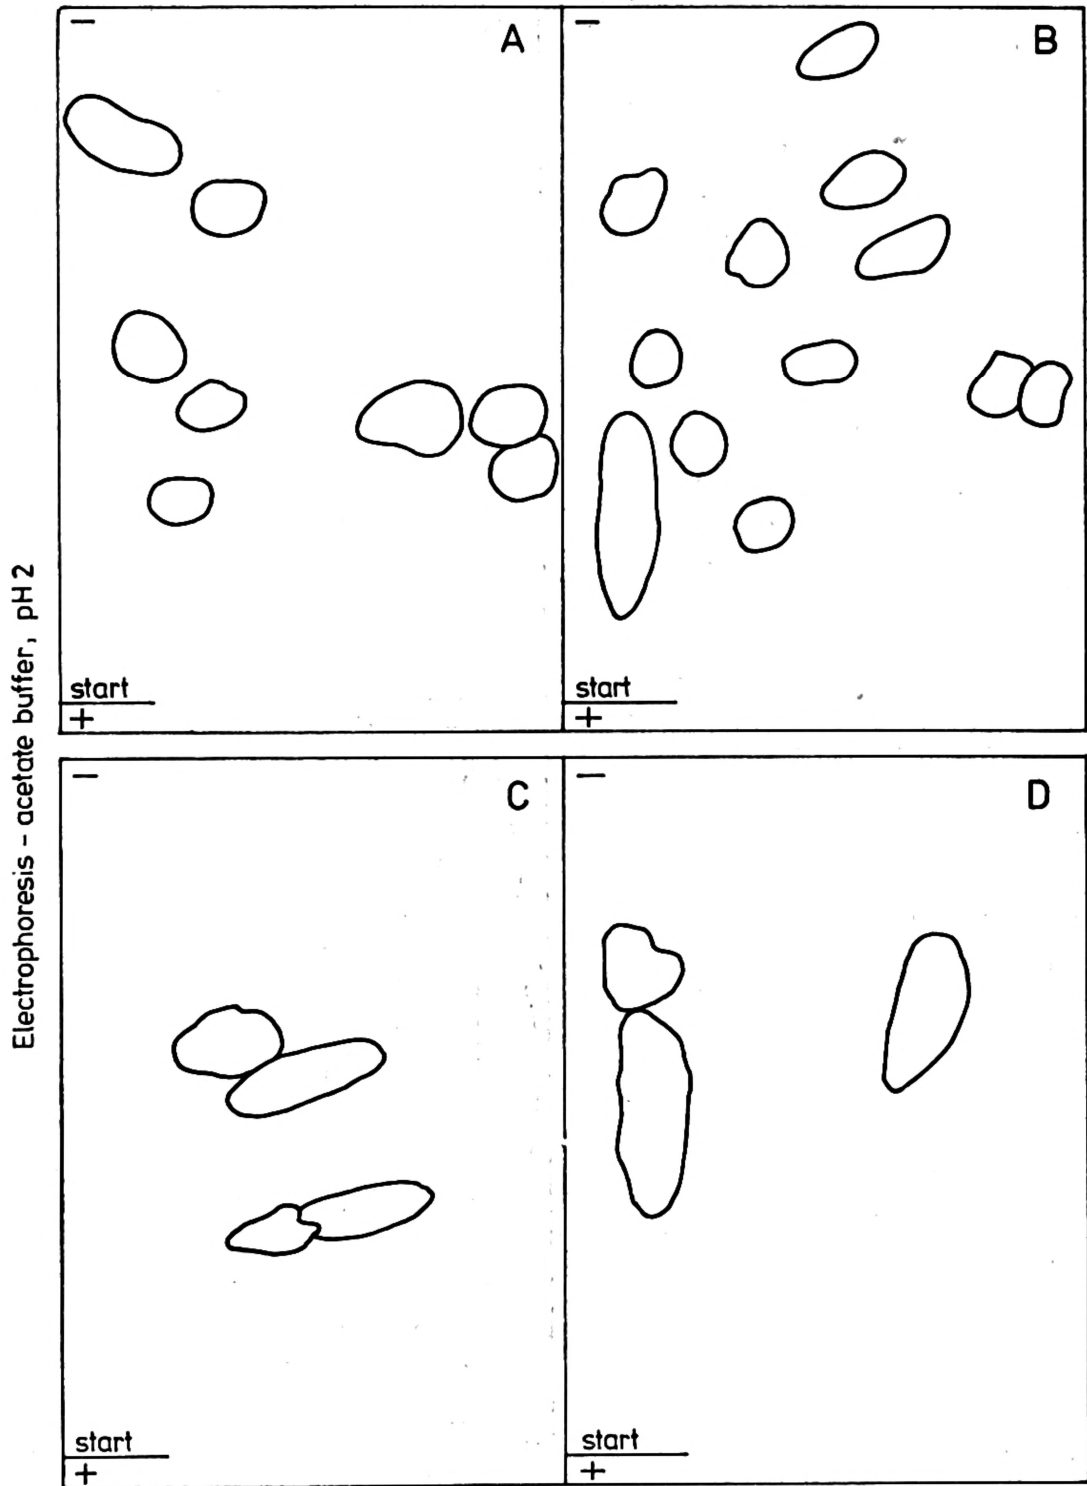 Electrophoresis - acetate buffer, pH 2
−
A
start
+
−
B
start
+
−
C
start
+
−
D
start
+